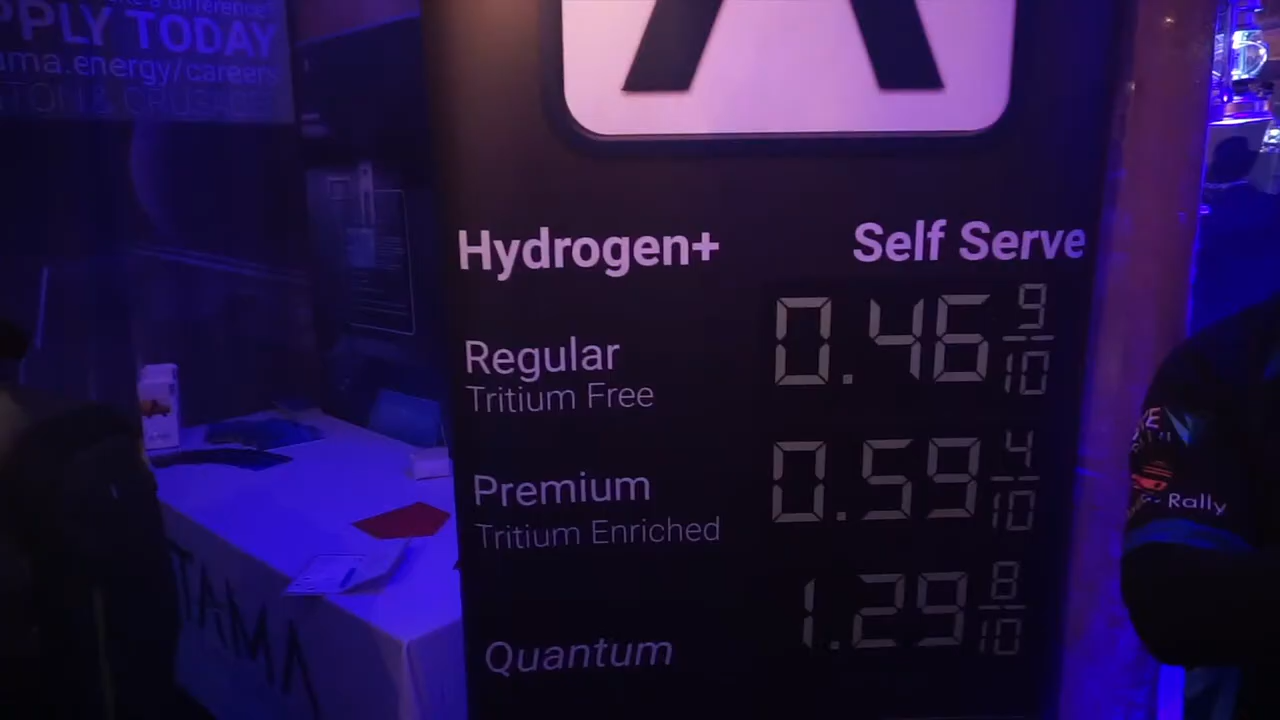 PPLY TODAY
ama.energy/careers
Hydrogen+ Self Serve
Regular 0.46 9/10
Tritium Free
Premium 0.59 4/10
Tritium Enriched
Quantum 1.29 8/10
TAMA
Rally